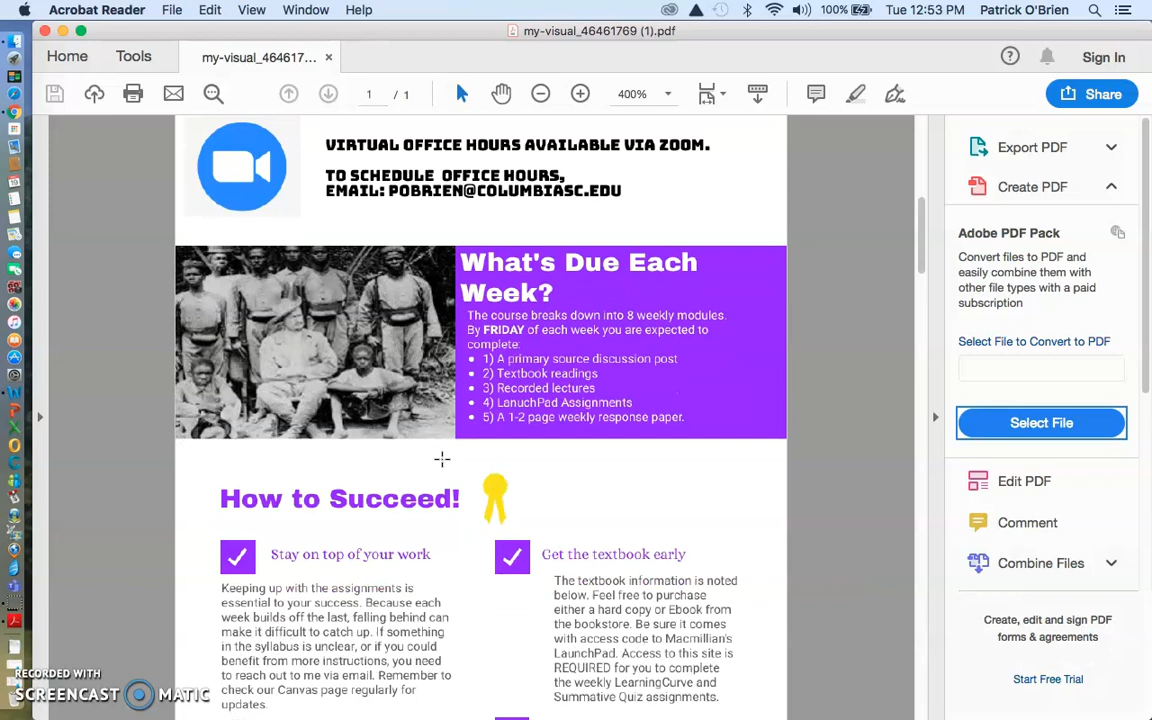 Acrobat Reader File Edit View Window Help 100% Tue 12:53 PM Patrick O'Brien
my-visual_46461769 (1).pdf
Home Tools my-visual_464617... × Sign In
1 / 1 400% Share
VIRTUAL OFFICE HOURS AVAILABLE VIA ZOOM.
TO SCHEDULE OFFICE HOURS,
EMAIL: POBRIEN@COLUMBIASC.EDU
What's Due Each
Week?
The course breaks down into 8 weekly modules.
By FRIDAY of each week you are expected to
complete:
• 1) A primary source discussion post
• 2) Textbook readings
• 3) Recorded lectures
• 4) LanuchPad Assignments
• 5) A 1-2 page weekly response paper.
How to Succeed!
Stay on top of your work
Keeping up with the assignments is
essential to your success. Because each
week builds off the last, falling behind can
make it difficult to catch up. If something
in the syllabus is unclear, or if you could
benefit from more instructions, you need
to reach out to me via email. Remember to
check our Canvas page regularly for
updates.
Get the textbook early
The textbook information is noted
below. Feel free to purchase
either a hard copy or Ebook from
the bookstore. Be sure it comes
with access code to Macmillian's
LaunchPad. Access to this site is
REQUIRED for you to complete
the weekly LearningCurve and
Summative Quiz assignments.
Export PDF
Create PDF
Adobe PDF Pack
Convert files to PDF and
easily combine them with
other file types with a paid
subscription
Select File to Convert to PDF
Select File
Edit PDF
Comment
Combine Files
Create, edit and sign PDF
forms & agreements
Start Free Trial
RECORDED WITH
SCREENCAST MATIC